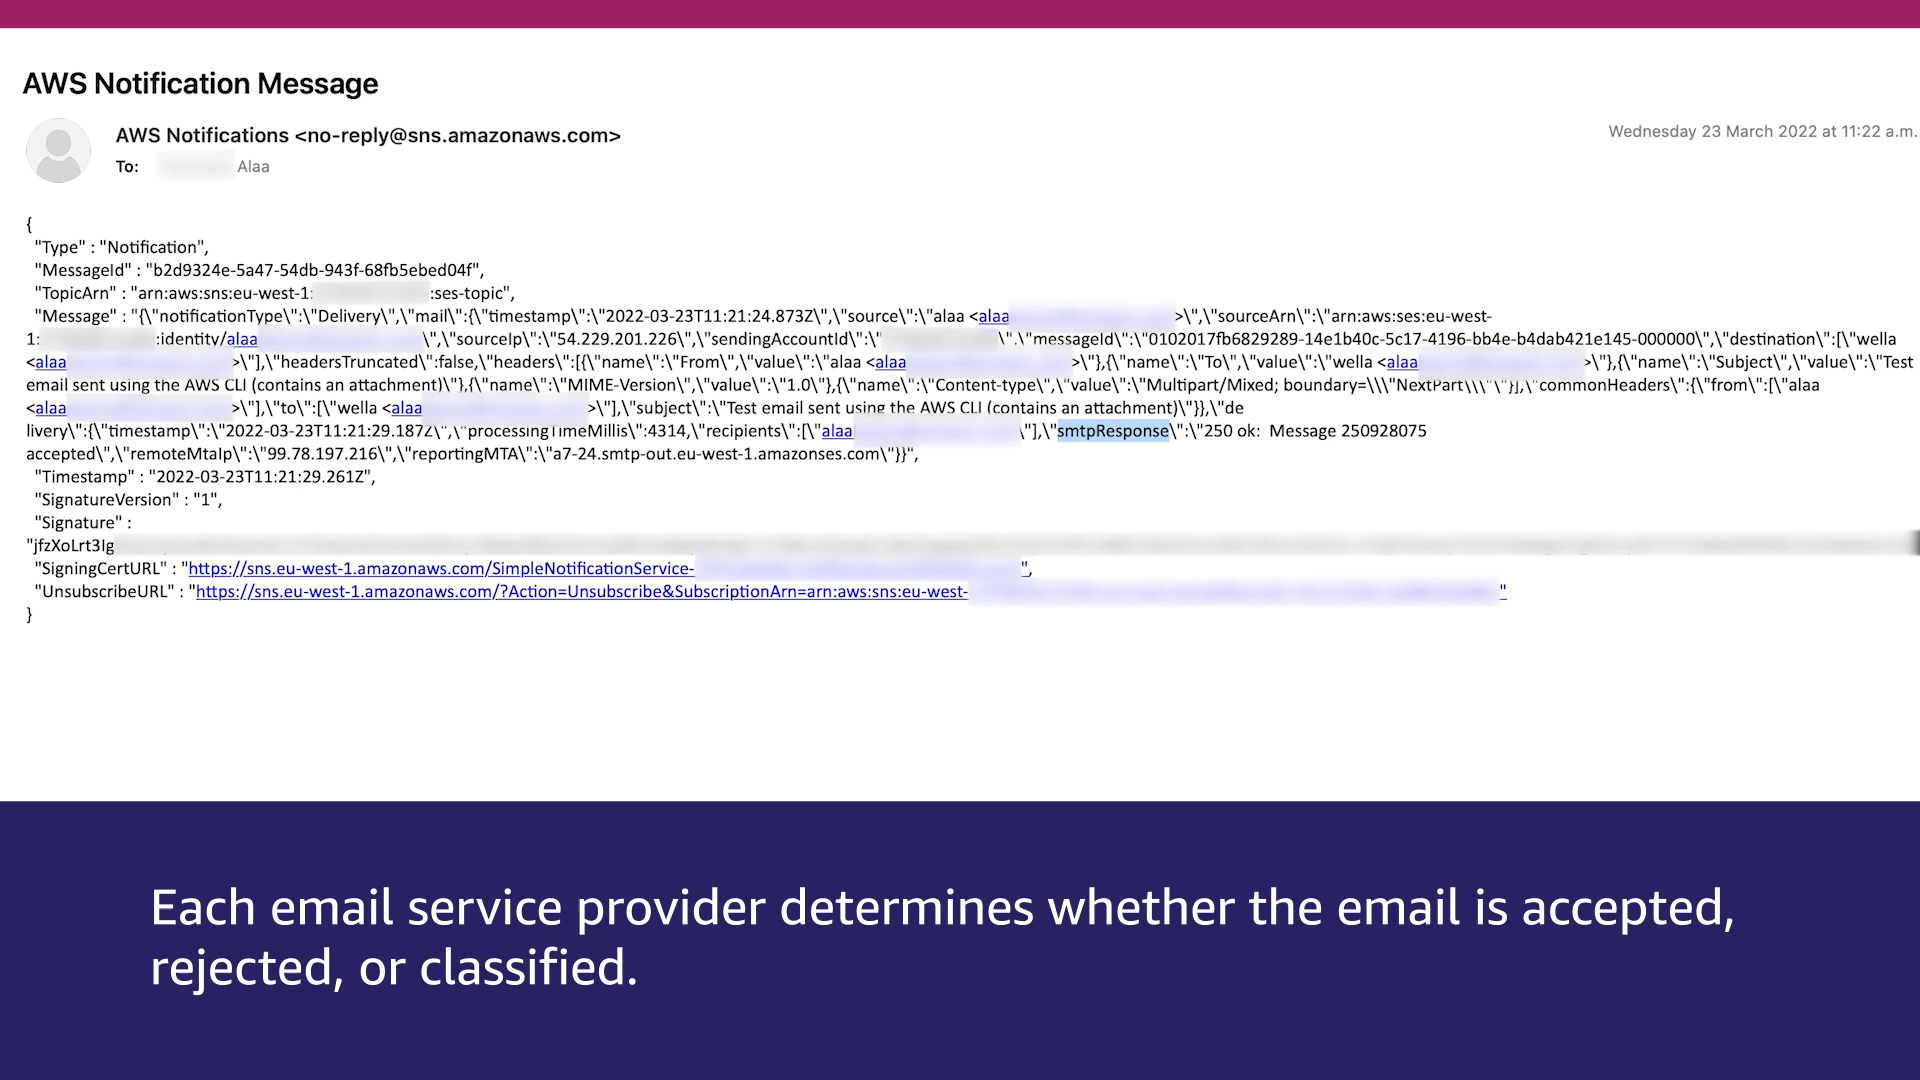 AWS Notification Message
AWS Notifications <no-reply@sns.amazonaws.com>
Wednesday 23 March 2022 at 11:22 a.m.
To: Alaa
{
"Type" : "Notification",
"MessageId" : "b2d9324e-5a47-54db-943f-68fb5ebed04f",
"TopicArn" : "arn:aws:sns:eu-west-1: :ses-topic",
"Message" : "{\"notificationType\":\"Delivery\",\"mail\":{\"timestamp\":\"2022-03-23T11:21:24.873Z\",\"source\":\"alaa <alaa >\",\"sourceArn\":\"arn:aws:ses:eu-west-
1: :identity/alaa \",\"sourceIp\":\"54.229.201.226\",\"sendingAccountId\":\" \",\"messageId\":\"0102017fb6829289-14e1b40c-5c17-4196-bb4e-b4dab421e145-000000\",\"destination\":[\"wella
<alaa >\"],\"headersTruncated\":false,\"headers\":[{\"name\":\"From\",\"value\":\"alaa <alaa >\"},{\"name\":\"To\",\"value\":\"wella <alaa >\"},{\"name\":\"Subject\",\"value\":\"Test
email sent using the AWS CLI (contains an attachment)\"},{\"name\":\"MIME-Version\",\"value\":\"1.0\"},{\"name\":\"Content-type\",\"value\":\"Multipart/Mixed; boundary=\\\"NextPart\\\"\"}],\"commonHeaders\":{\"from\":[\"alaa
<alaa >\"],\"to\":[\"wella <alaa >\"],\"subject\":\"Test email sent using the AWS CLI (contains an attachment)\"}},\"de
livery\":{\"timestamp\":\"2022-03-23T11:21:29.187Z\",\"processingTimeMillis\":4314,\"recipients\":[\"alaa \"],\"smtpResponse\":\"250 ok:  Message 250928075
accepted\",\"remoteMtaIp\":\"99.78.197.216\",\"reportingMTA\":\"a7-24.smtp-out.eu-west-1.amazonses.com\"}}",
"Timestamp" : "2022-03-23T11:21:29.261Z",
"SignatureVersion" : "1",
"Signature" :
"jfzXoLrt3Ig
"SigningCertURL" : "https://sns.eu-west-1.amazonaws.com/SimpleNotificationService- ",
"UnsubscribeURL" : "https://sns.eu-west-1.amazonaws.com/?Action=Unsubscribe&SubscriptionArn=arn:aws:sns:eu-west- "
}
Each email service provider determines whether the email is accepted,
rejected, or classified.